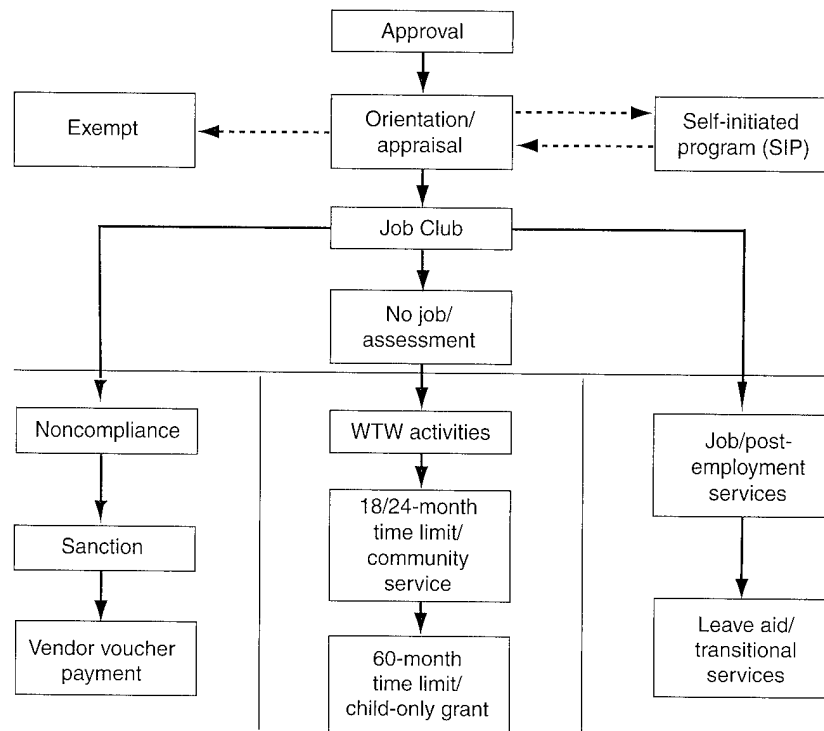 Approval
Exempt
Orientation/
appraisal
Self-initiated
program (SIP)
Job Club
No job/
assessment
Noncompliance
Sanction
Vendor voucher
payment
WTW activities
18/24-month
time limit/
community
service
60-month
time limit/
child-only grant
Job/post-
employment
services
Leave aid/
transitional
services